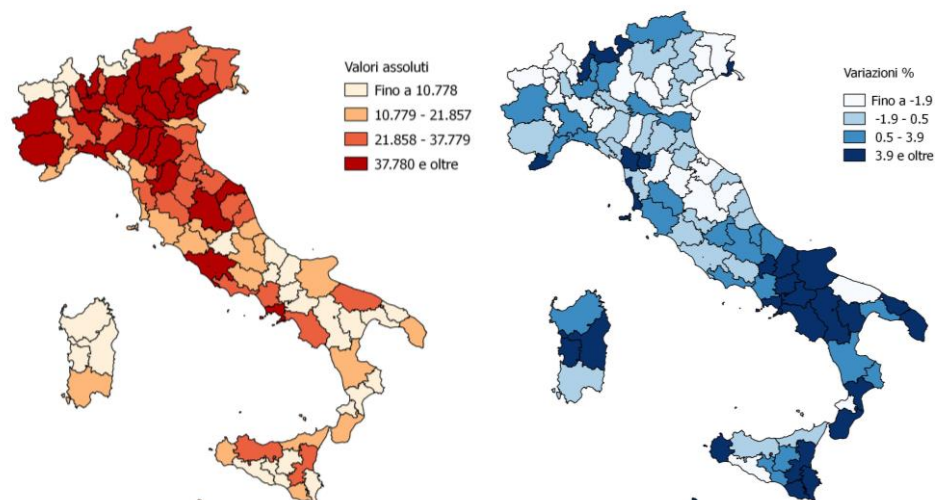 Valori assoluti
Fino a 10.778
10.779 - 21.857
21.858 - 37.779
37.780 e oltre
Variazioni %
Fino a -1.9
-1.9 - 0.5
0.5 - 3.9
3.9 e oltre